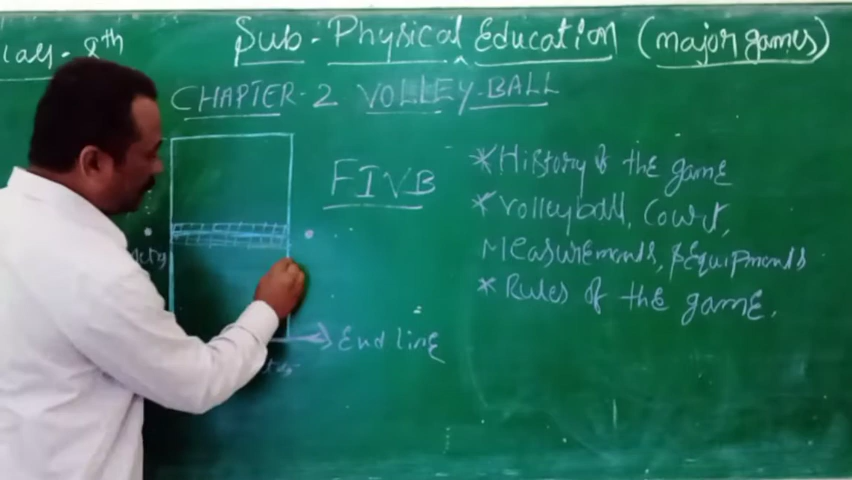 8th
Sub-Physical Education (major games)
CHAPTER-2 VOLLEY-BALL
FIVB
* History of the game
* Volleyball, Court,
Measurements, & Equipments
* Rules of the game.
End line